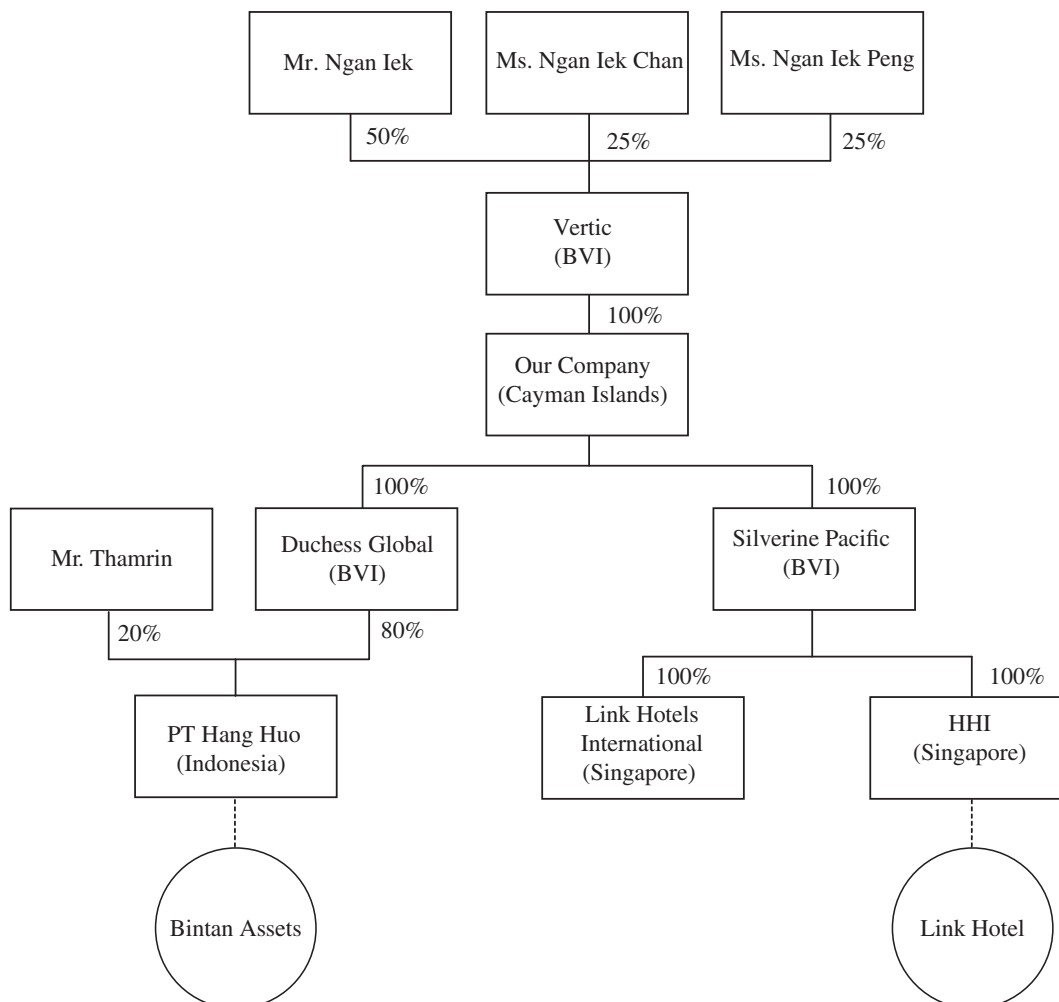 Mr. Ngan Iek
Ms. Ngan Iek Chan
Ms. Ngan Iek Peng
50%
25%
25%
Vertic
(BVI)
100%
Our Company
(Cayman Islands)
100%
100%
Mr. Thamrin
Duchess Global
(BVI)
Silverine Pacific
(BVI)
20%
80%
100%
100%
PT Hang Huo
(Indonesia)
Link Hotels
International
(Singapore)
HHI
(Singapore)
Bintan Assets
Link Hotel